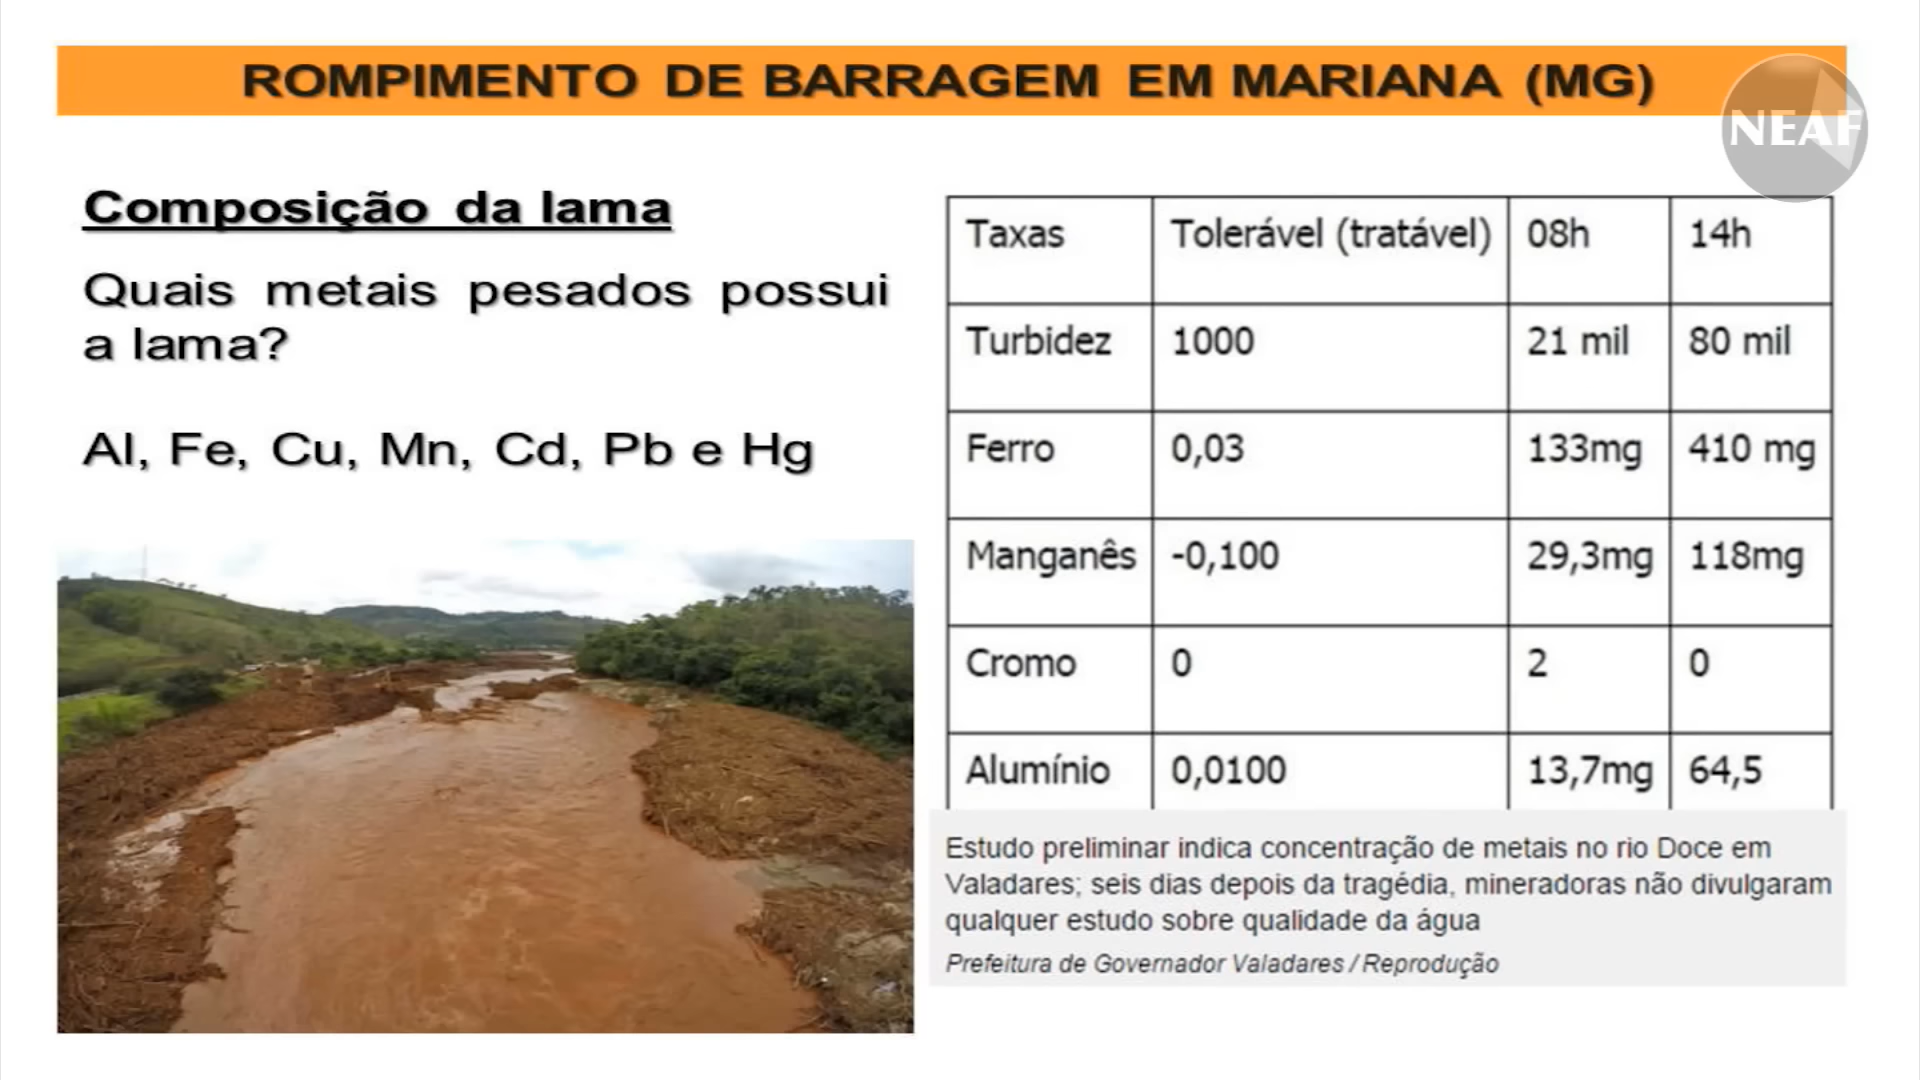 ROMPIMENTO DE BARRAGEM EM MARIANA (MG)
NEAF
Composição da lama
Quais metais pesados possui
a lama?
Al, Fe, Cu, Mn, Cd, Pb e Hg
Taxas Tolerável (tratável) 08h 14h
Turbidez 1000 21 mil 80 mil
Ferro 0,03 133mg 410 mg
Manganês -0,100 29,3mg 118mg
Cromo 0 2 0
Alumínio 0,0100 13,7mg 64,5
Estudo preliminar indica concentração de metais no rio Doce em
Valadares; seis dias depois da tragédia, mineradoras não divulgaram
qualquer estudo sobre qualidade da água
Prefeitura de Governador Valadares / Reprodução